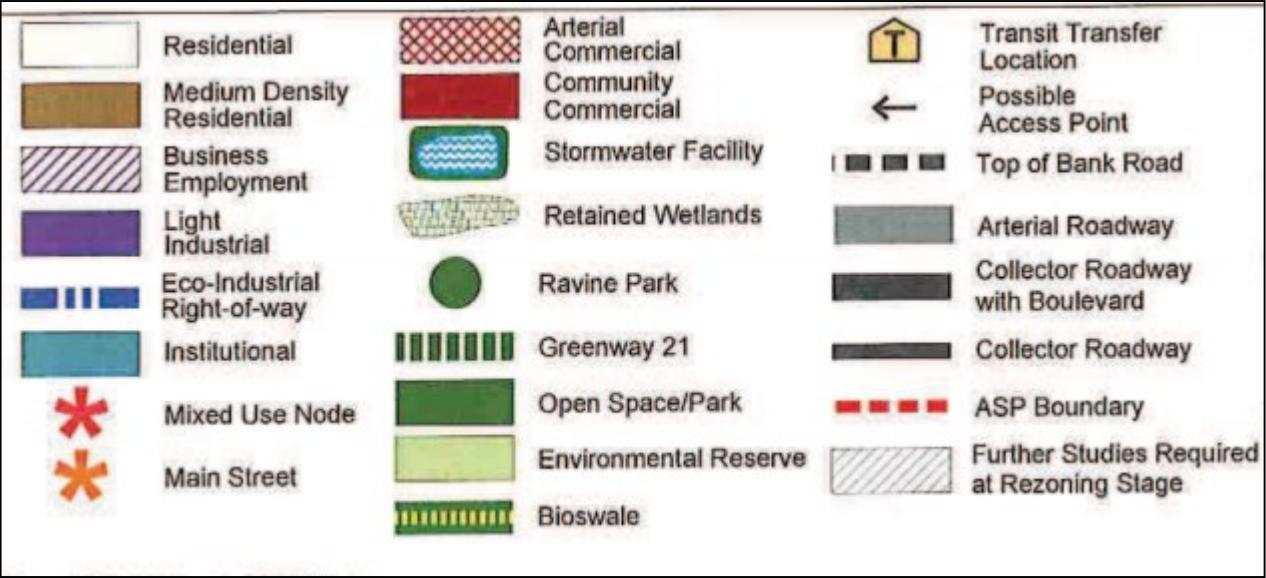 Residential
Medium Density
Residential
Business
Employment
Light
Industrial
Eco-Industrial
Right-of-way
Institutional
Mixed Use Node
Main Street
Arterial
Commercial
Community
Commercial
Stormwater Facility
Retained Wetlands
Ravine Park
Greenway 21
Open Space/Park
Environmental Reserve
Bioswale
T
Transit Transfer
Location
Possible
Access Point
Top of Bank Road
Arterial Roadway
Collector Roadway
with Boulevard
Collector Roadway
ASP Boundary
Further Studies Required
at Rezoning Stage